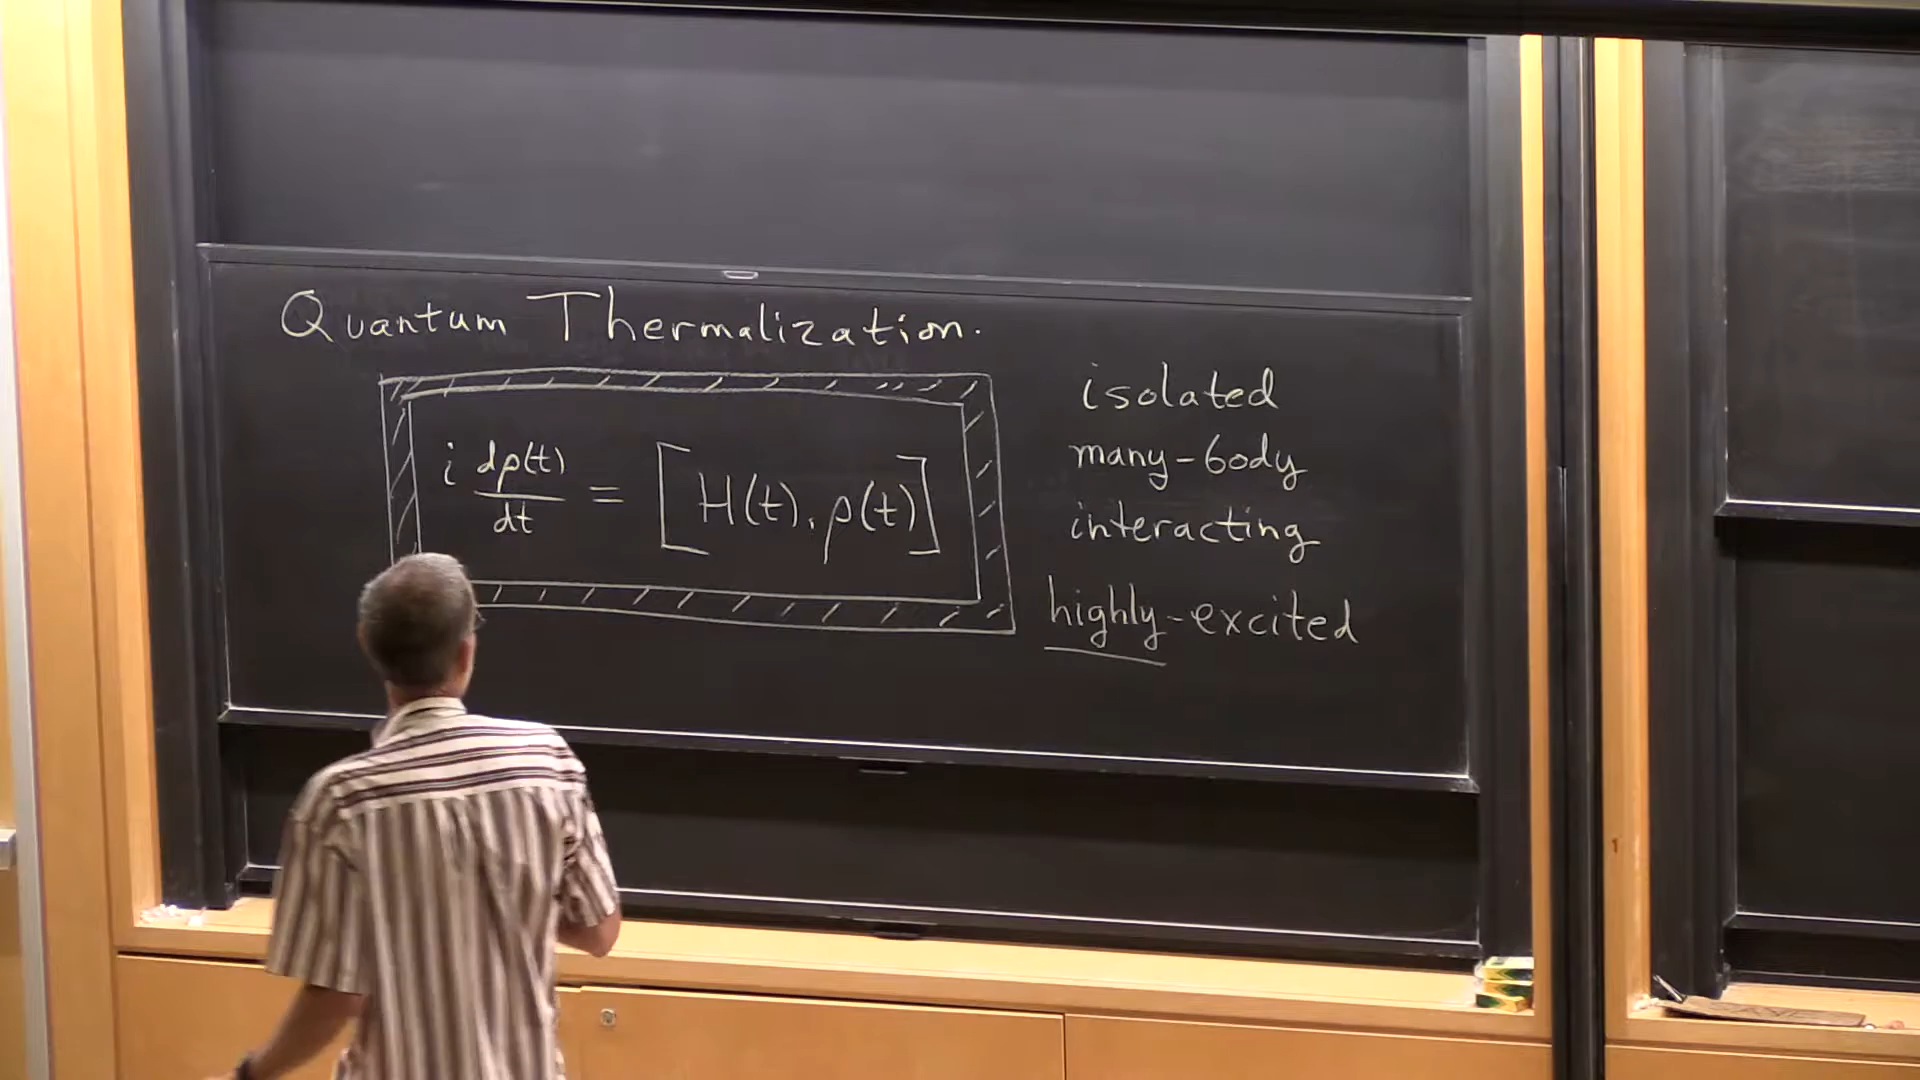 Quantum Thermalization.
i dρ(t)/dt = [H(t), ρ(t)]
isolated
many-body
interacting
highly-excited